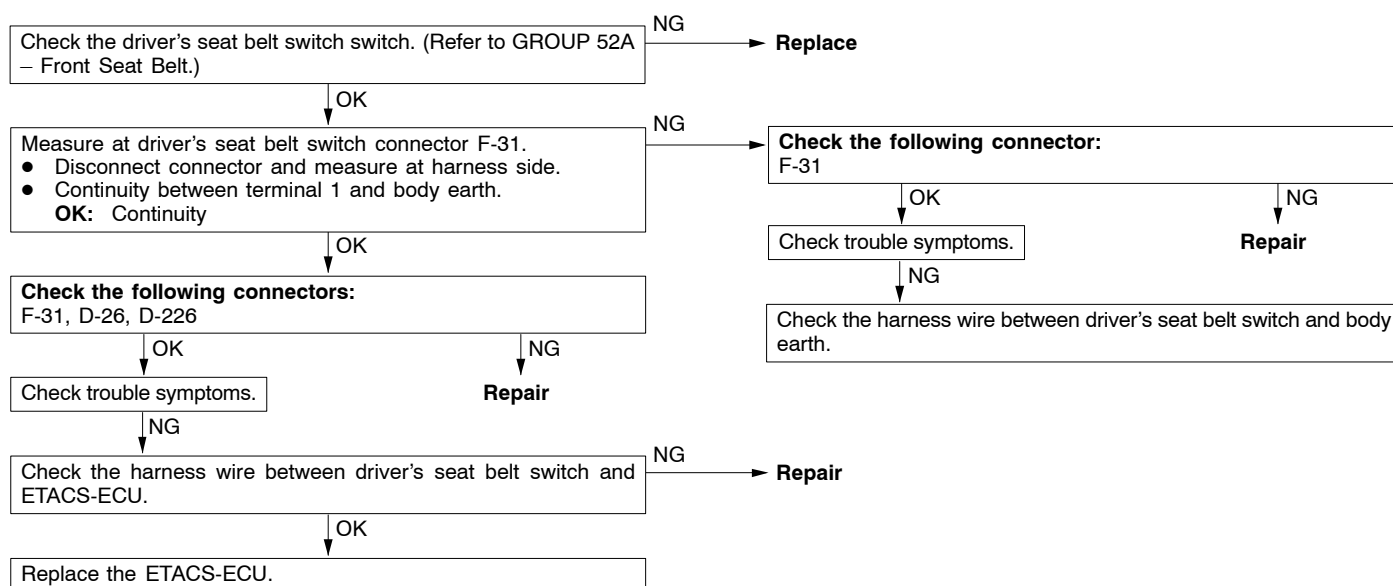 Check the driver's seat belt switch switch. (Refer to GROUP 52A
– Front Seat Belt.)
NG
Replace
OK
Measure at driver's seat belt switch connector F-31.
● Disconnect connector and measure at harness side.
● Continuity between terminal 1 and body earth.
OK: Continuity
NG
Check the following connector:
F-31
OK
NG
Check trouble symptoms.
Repair
NG
Check the harness wire between driver's seat belt switch and body
earth.
OK
Check the following connectors:
F-31, D-26, D-226
OK
NG
Check trouble symptoms.
Repair
NG
Check the harness wire between driver's seat belt switch and
ETACS-ECU.
NG
Repair
OK
Replace the ETACS-ECU.